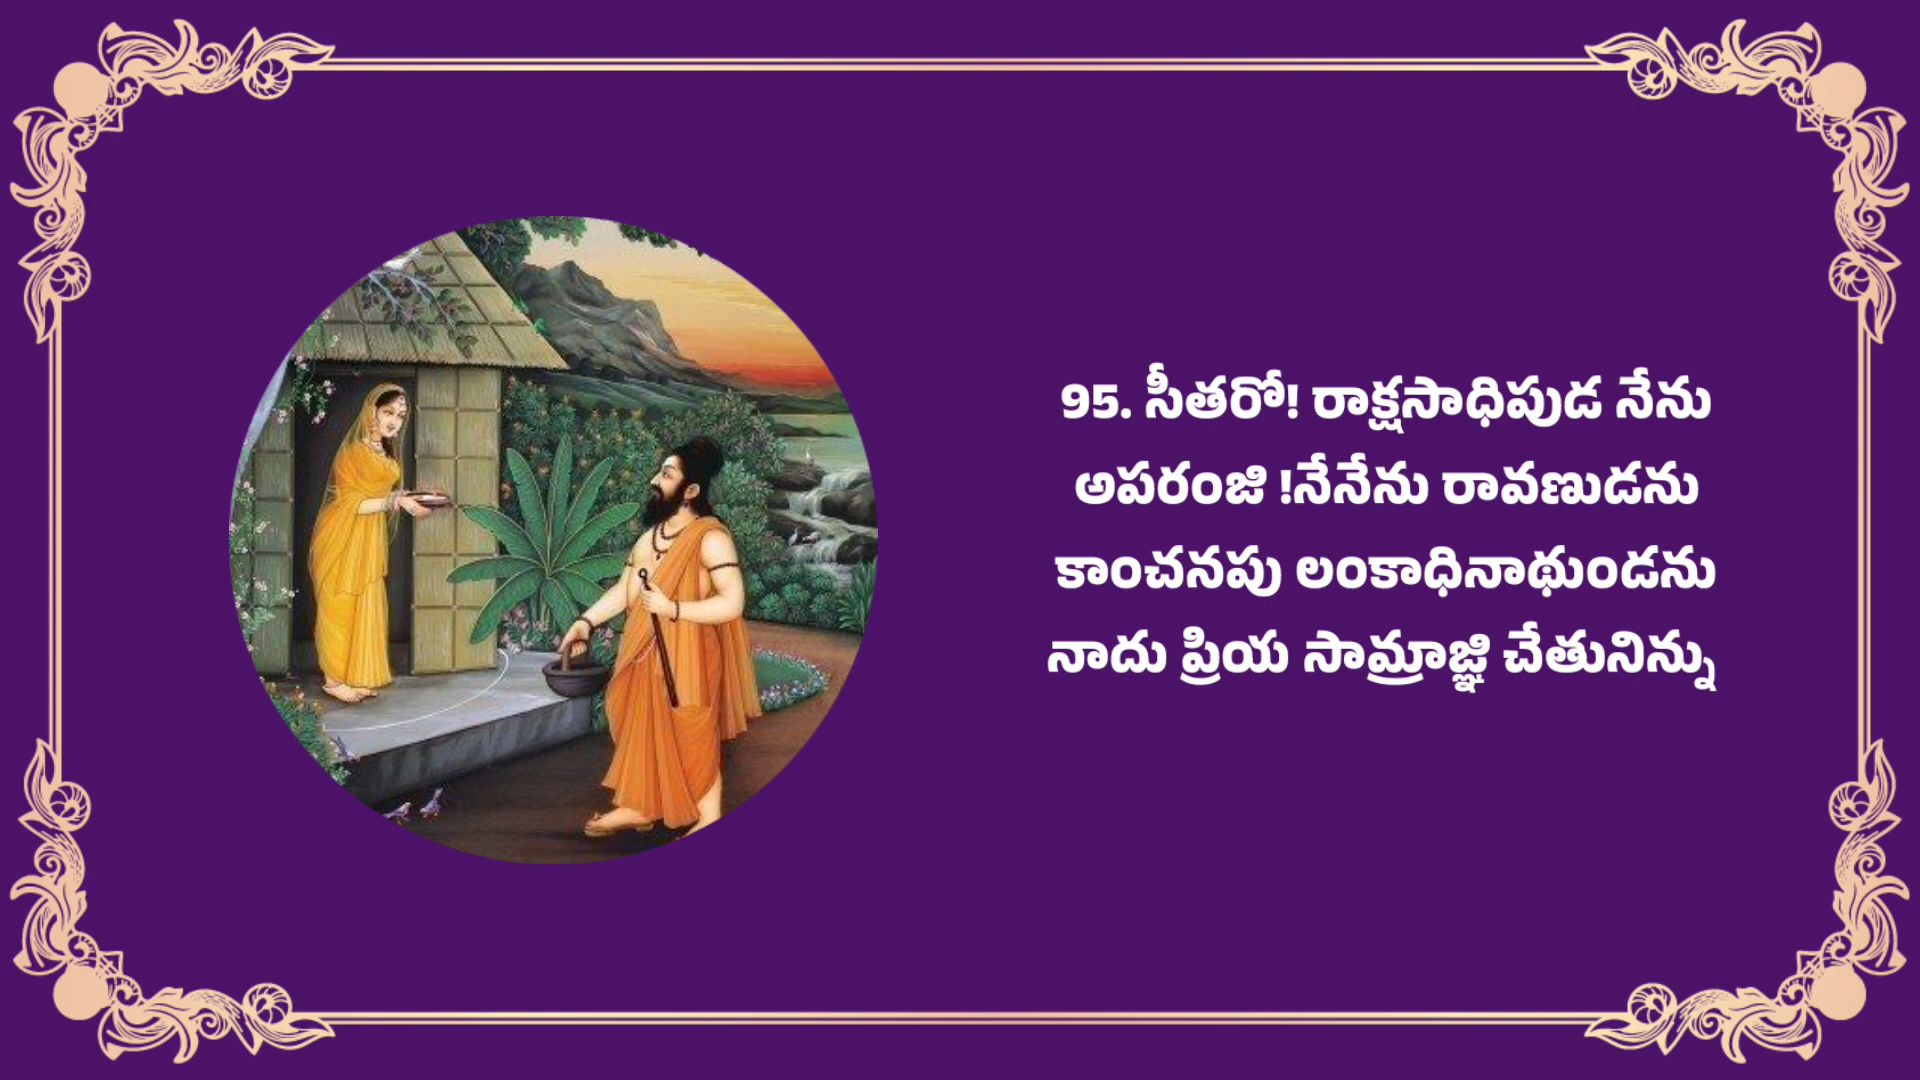 95. సీతరో! రాక్షసాధిపుడ నేను
అపరంజి !నేనేను రావణుడను
కాంచనపు లంకాధినాథుండను
నాదు ప్రియ సామ్రాజ్ఞి చేతునిన్ను